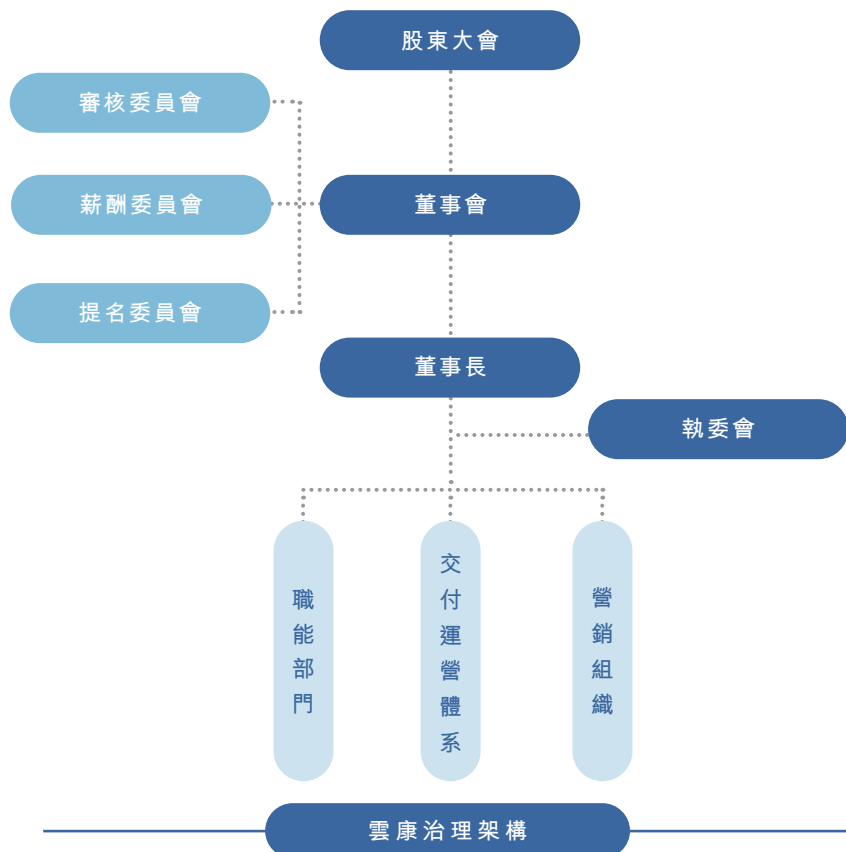 股東大會
審核委員會
薪酬委員會
董事會
提名委員會
董事長
執委會
職能部門
交付運營體系
營銷組織
雲康治理架構